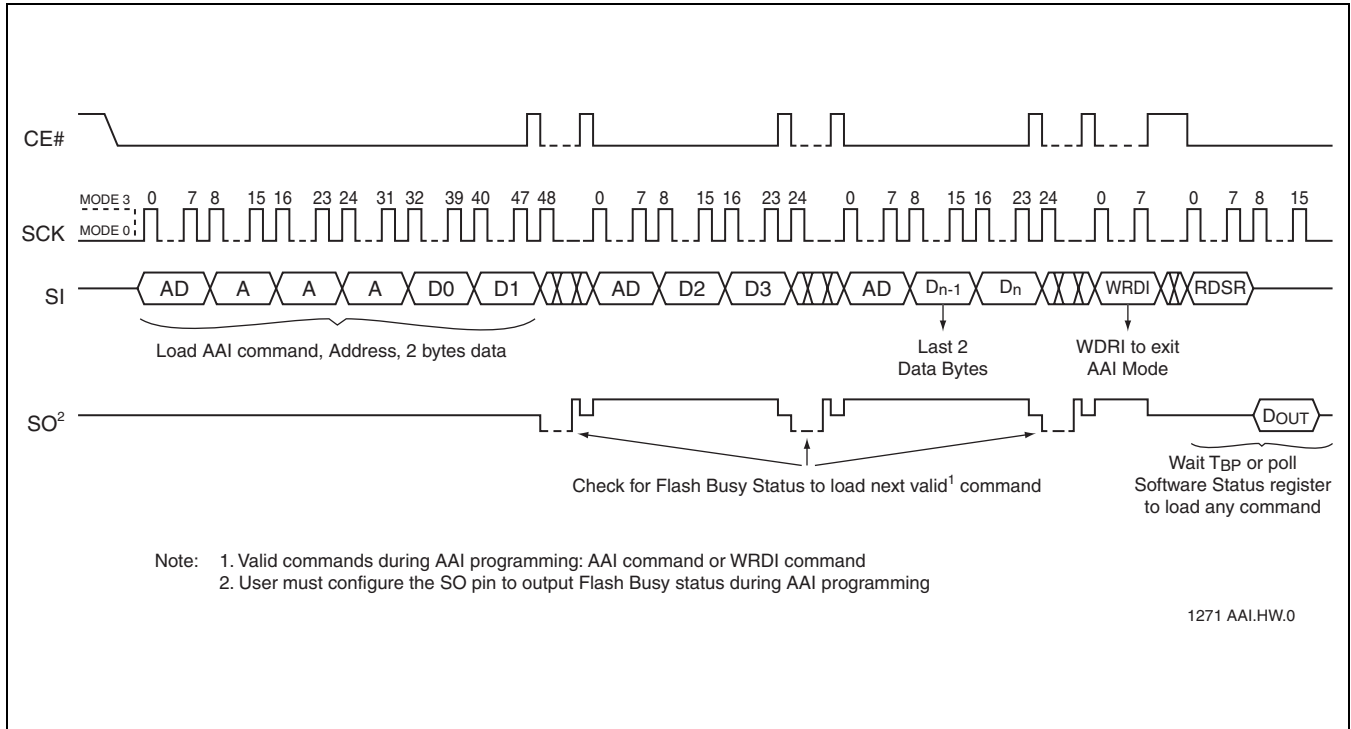 CE#
MODE 3 0 7 8 15 16 23 24 31 32 39 40 47 48 0 7 8 15 16 23 24 0 7 8 15 16 23 24 0 7 0 7 8 15
SCK MODE 0
SI AD A A A D0 D1 AD D2 D3 AD Dn-1 Dn WRDI RDSR
Load AAI command, Address, 2 bytes data
Last 2
Data Bytes
WDRI to exit
AAI Mode
SO2 DOUT
Check for Flash Busy Status to load next valid1 command
Wait TBP or poll
Software Status register
to load any command
Note: 1. Valid commands during AAI programming: AAI command or WRDI command
2. User must configure the SO pin to output Flash Busy status during AAI programming
1271 AAI.HW.0